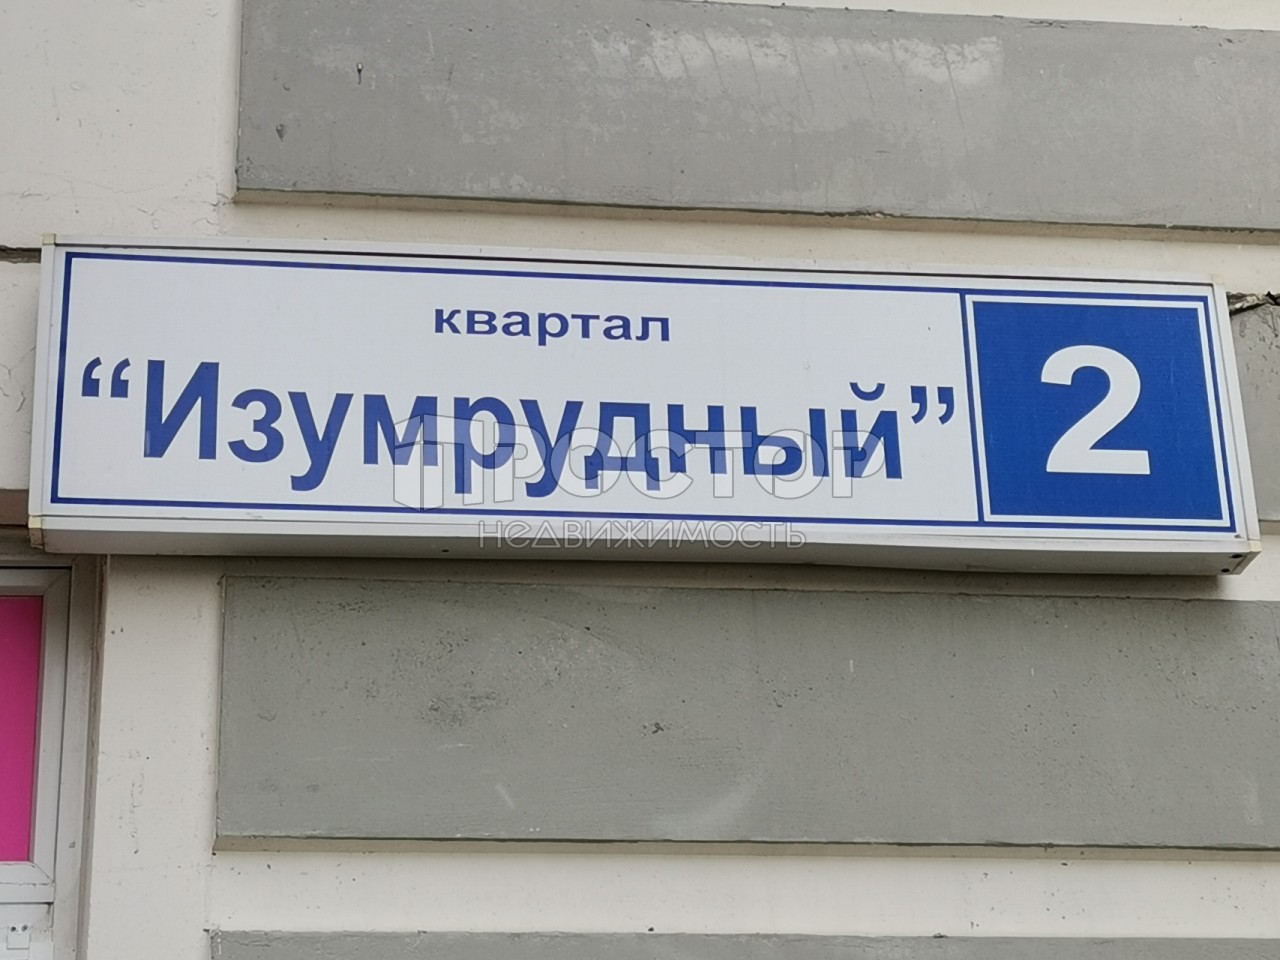 квартал
“Изумрудный”
2
ПРОСТОР
НЕДВИЖИМОСТЬ